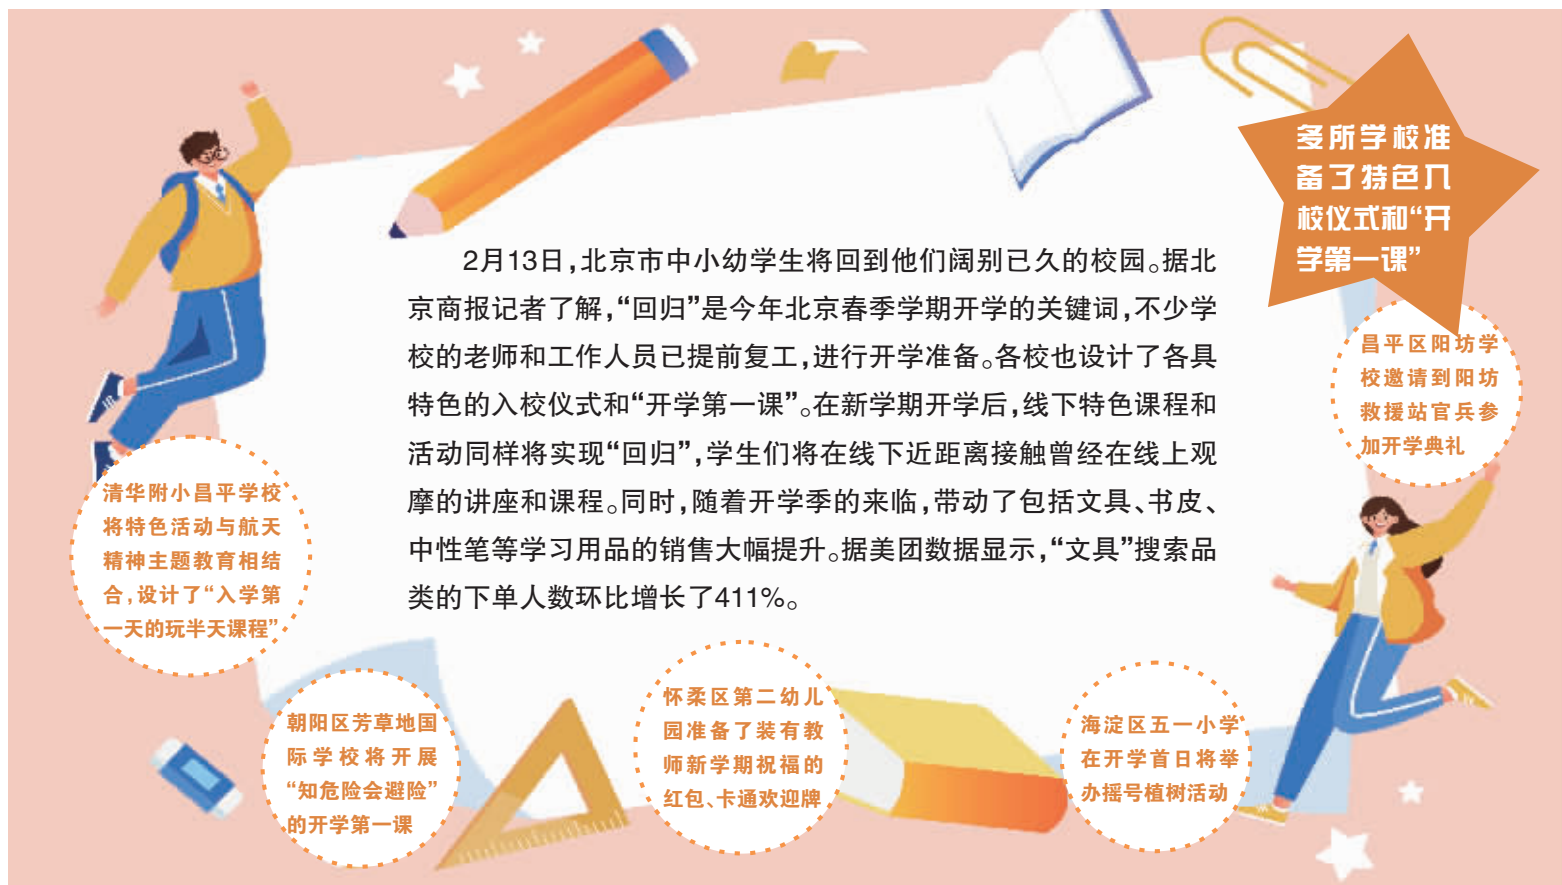 多所学校准
备了特色入
校仪式和“开
学第一课”
2月13日，北京市中小幼学生将回到他们阔别已久的校园。据北
京商报记者了解，“回归”是今年北京春季学期开学的关键词，不少学
校的老师和工作人员已提前复工，进行开学准备。各校也设计了各具
特色的入校仪式和“开学第一课”。在新学期开学后，线下特色课程和
活动同样将实现“回归”，学生们将在线下近距离接触曾经在线上观
摩的讲座和课程。同时，随着开学季的来临，带动了包括文具、书皮、
中性笔等学习用品的销售大幅提升。据美团数据显示，“文具”搜索品
类的下单人数环比增长了411%。
昌平区阳坊学
校邀请到阳坊
救援站官兵参
加开学典礼
清华附小昌平学校
将特色活动与航天
精神主题教育相结
合，设计了“入学第
一天的玩半天课程”
朝阳区芳草地国
际学校将开展
“知危险会避险”
的开学第一课
怀柔区第二幼儿
园准备了装有教
师新学期祝福的
红包、卡通欢迎牌
海淀区五一小学
在开学首日将举
办摇号植树活动